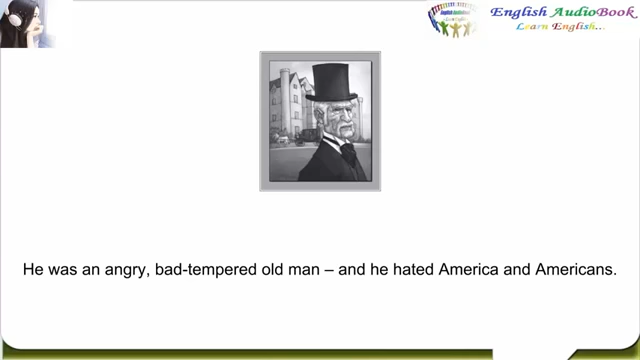 English AudioBook
Learn English...
He was an angry, bad-tempered old man – and he hated America and Americans.